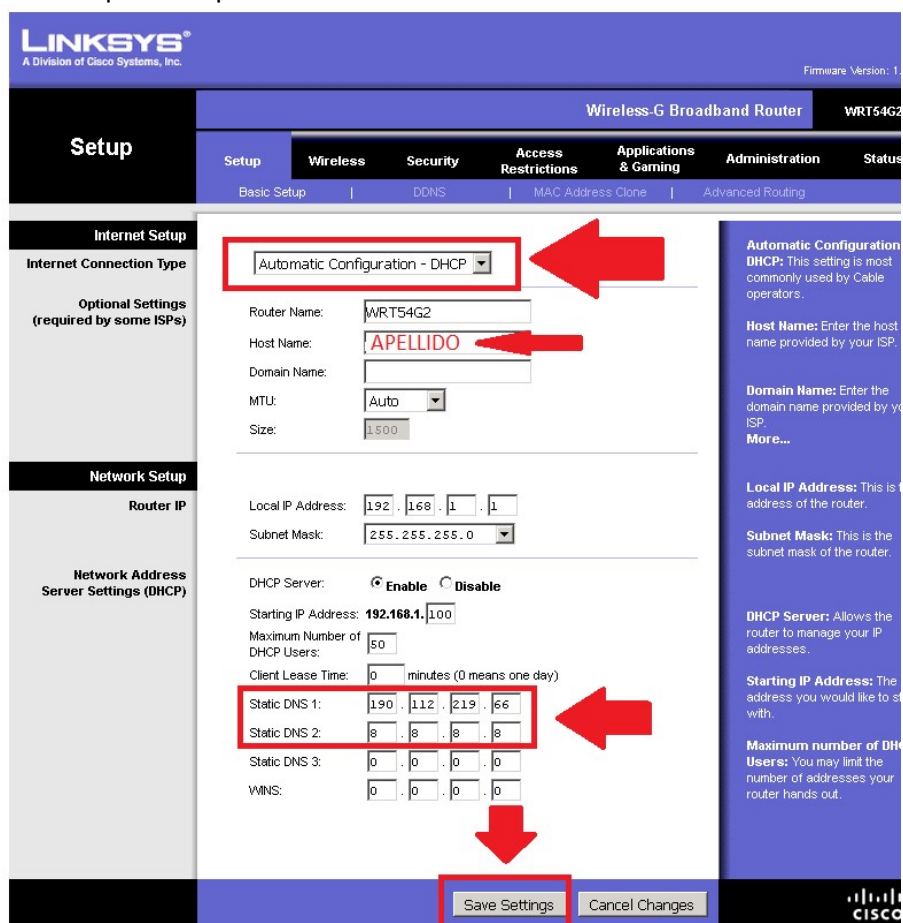 LINKSYS®
A Division of Cisco Systems, Inc.
Firmware Version: 1.
Wireless-G Broadband Router WRT54G2
Setup
Setup Wireless Security Access Restrictions Applications & Gaming Administration Status
Basic Setup | DDNS | MAC Address Clone | Advanced Routing
Internet Setup
Internet Connection Type
Automatic Configuration - DHCP
Optional Settings
(required by some ISPs)
Router Name: WRT54G2
Host Name: APELLIDO
Domain Name:
MTU: Auto
Size: 1500
Network Setup
Router IP
Local IP Address: 192 . 168 . 1 . 1
Subnet Mask: 255.255.255.0
Network Address
Server Settings (DHCP)
DHCP Server: Enable Disable
Starting IP Address: 192.168.1. 100
Maximum Number of
DHCP Users: 50
Client Lease Time: 0 minutes (0 means one day)
Static DNS 1: 190 . 112 . 219 . 66
Static DNS 2: 8 . 8 . 8 . 8
Static DNS 3: 0 . 0 . 0 . 0
WINS: 0 . 0 . 0 . 0
Automatic Configuration
DHCP: This setting is most
commonly used by Cable
operators.
Host Name: Enter the host
name provided by your ISP.
Domain Name: Enter the
domain name provided by
ISP.
More...
Local IP Address: This is
address of the router.
Subnet Mask: This is the
subnet mask of the router.
DHCP Server: Allows the
router to manage your IP
addresses.
Starting IP Address: The
address you would like to
with.
Maximum number of
Users: You may limit the
number of addresses your
router hands out.
Save Settings Cancel Changes
CISCO